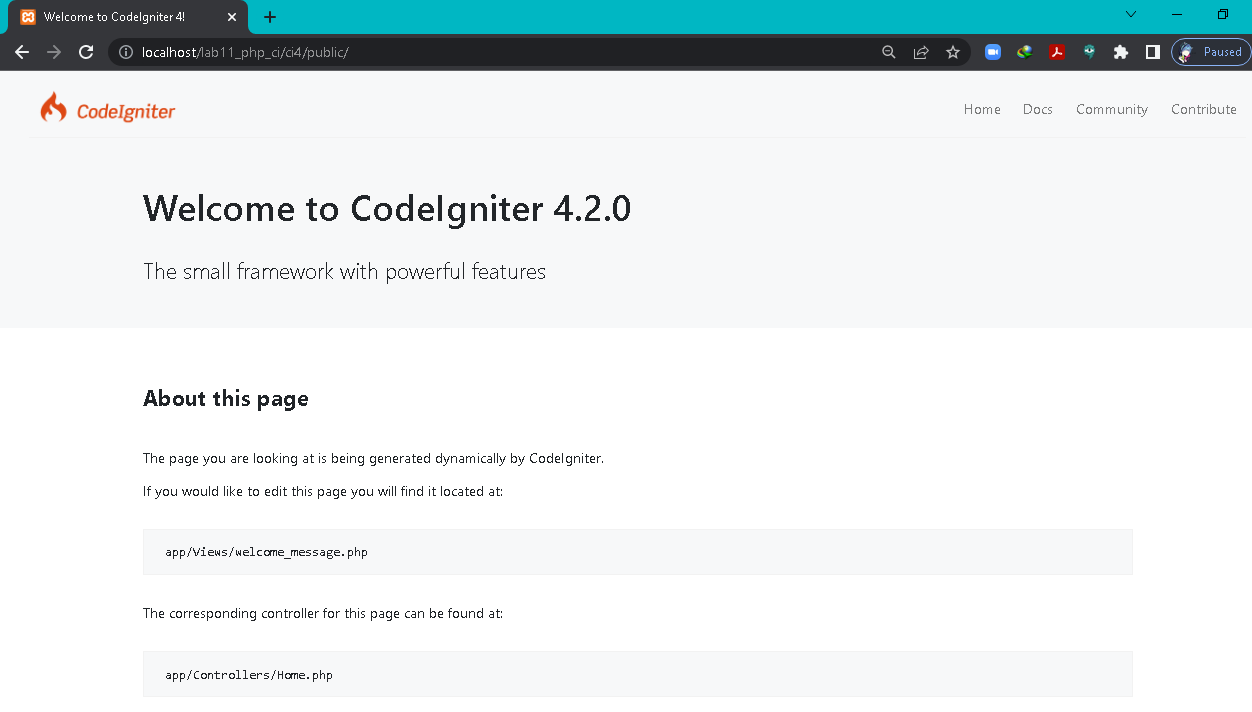 Welcome to CodeIgniter 4!
localhost/lab11_php_ci/ci4/public/
Paused
CodeIgniter
Home Docs Community Contribute
Welcome to CodeIgniter 4.2.0
The small framework with powerful features
About this page
The page you are looking at is being generated dynamically by CodeIgniter.
If you would like to edit this page you will find it located at:
app/Views/welcome_message.php
The corresponding controller for this page can be found at:
app/Controllers/Home.php